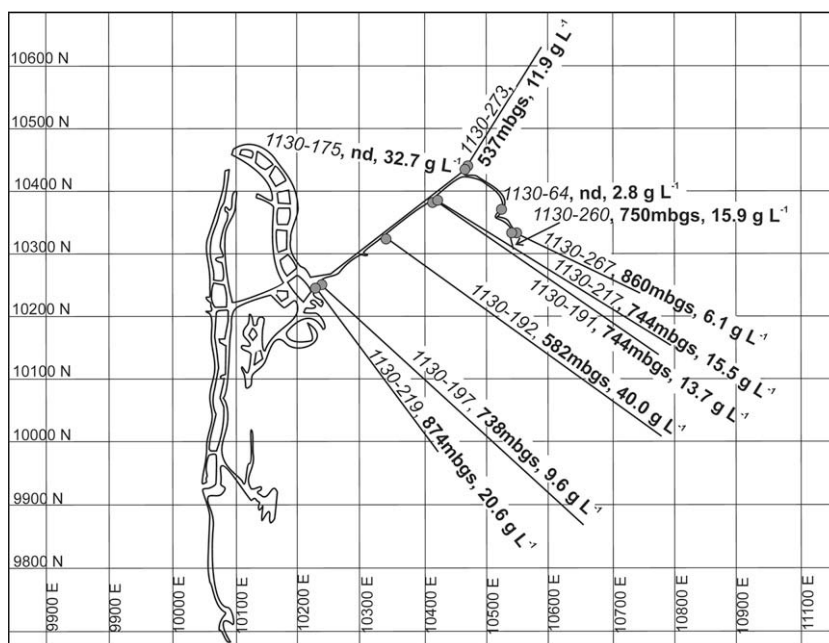 10600 N
10500 N
10400 N
10300 N
10200 N
10100 N
10000 N
9900 N
9800 N
1130-273,
537mbgs, 11.9 g L⁻¹
1130-175, nd, 32.7 g L⁻¹
1130-64, nd, 2.8 g L⁻¹
1130-260, 750mbgs, 15.9 g L⁻¹
1130-267, 860mbgs, 6.1 g L⁻¹
1130-217, 744mbgs, 15.5 g L⁻¹
1130-191, 744mbgs, 13.7 g L⁻¹
1130-192, 582mbgs, 40.0 g L⁻¹
1130-197, 738mbgs, 9.6 g L⁻¹
1130-219, 874mbgs, 20.6 g L⁻¹
9900 E
10000 E
10100 E
10200 E
10300 E
10400 E
10500 E
10600 E
10700 E
10800 E
10900 E
11000 E
11100 E